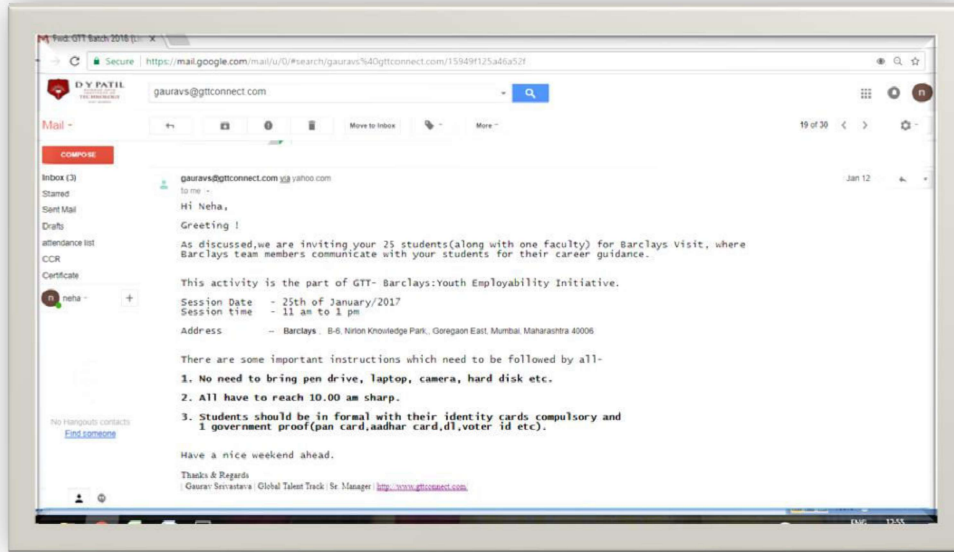 Fwd: GTT Batch 2016 (
Secure https://mail.google.com/mail/u/0/#search/gauravs%40gttconnect.com/15949f125a46a52f
D Y PATIL
gauravs@gttconnect.com
n
Mail
Move to Inbox
More
19 of 30
COMPOSE
Inbox (3)
Starred
Sent Mail
Drafts
attendance list
CCR
Certificate
n neha
+
No Hangouts contacts
Find someone
gauravs@gttconnect.com via yahoo.com
Jan 12
to me
Hi Neha,
Greeting !
As discussed,we are inviting your 25 students(along with one faculty) for Barclays Visit, where
Barclays team members communicate with your students for their career guidance.
This activity is the part of GTT- Barclays:Youth Employability Initiative.
Session Date - 25th of January/2017
Session time - 11 am to 1 pm
Address -- Barclays , B-6, Nirlon Knowledge Park,, Goregaon East, Mumbai, Maharashtra 40006
There are some important instructions which need to be followed by all-
1. No need to bring pen drive, laptop, camera, hard disk etc.
2. All have to reach 10.00 am sharp.
3. Students should be in formal with their identity cards compulsory and
1 government proof(pan card,aadhar card,dl,voter id etc).
Have a nice weekend ahead.
Thanks & Regards
| Gaurav Srivastava | Global Talent Track | Sr. Manager | http://www.gttconnect.com/
ENG 12:55